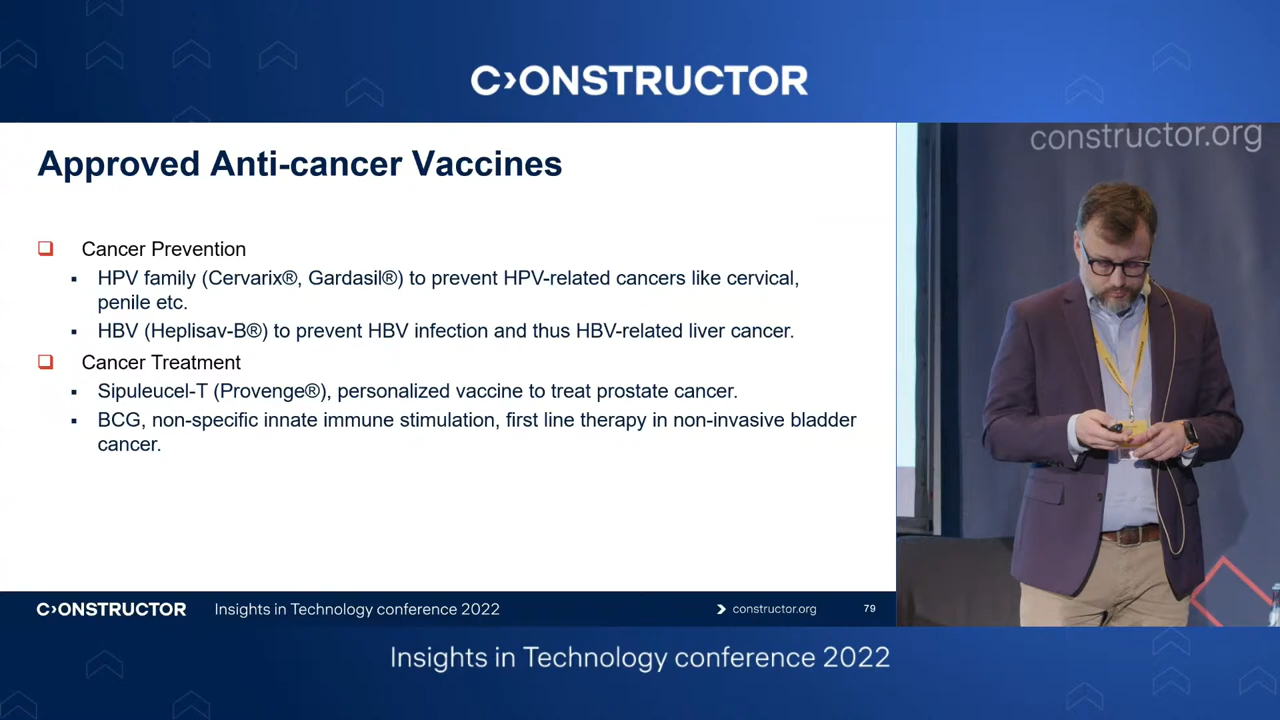 C›ONSTRUCTOR
constructor.org
Approved Anti-cancer Vaccines
Cancer Prevention
HPV family (Cervarix®, Gardasil®) to prevent HPV-related cancers like cervical,
penile etc.
HBV (Heplisav-B®) to prevent HBV infection and thus HBV-related liver cancer.
Cancer Treatment
Sipuleucel-T (Provenge®), personalized vaccine to treat prostate cancer.
BCG, non-specific innate immune stimulation, first line therapy in non-invasive bladder
cancer.
C›ONSTRUCTOR Insights in Technology conference 2022 constructor.org 79
Insights in Technology conference 2022